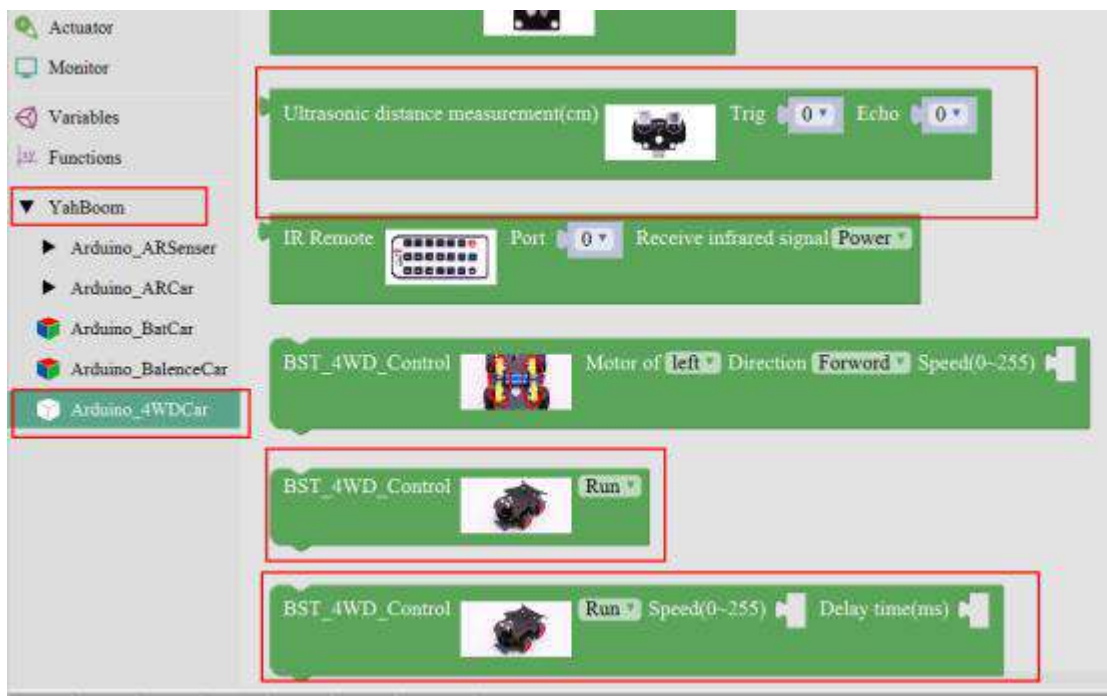 Actuator
Monitor
Variables
Functions
YahBoom
Arduino_ARSenser
Arduino_ARCar
Arduino_BatCar
Arduino_BalenceCar
Arduino_4WDCar
Ultrasonic distance measurement(cm) Trig 0 Echo 0
IR Remote Port 0 Receive infrared signal Power
BST_4WD_Control Motor of left Direction Forword Speed(0~255)
BST_4WD_Control Run
BST_4WD_Control Run Speed(0~255) Delay time(ms)